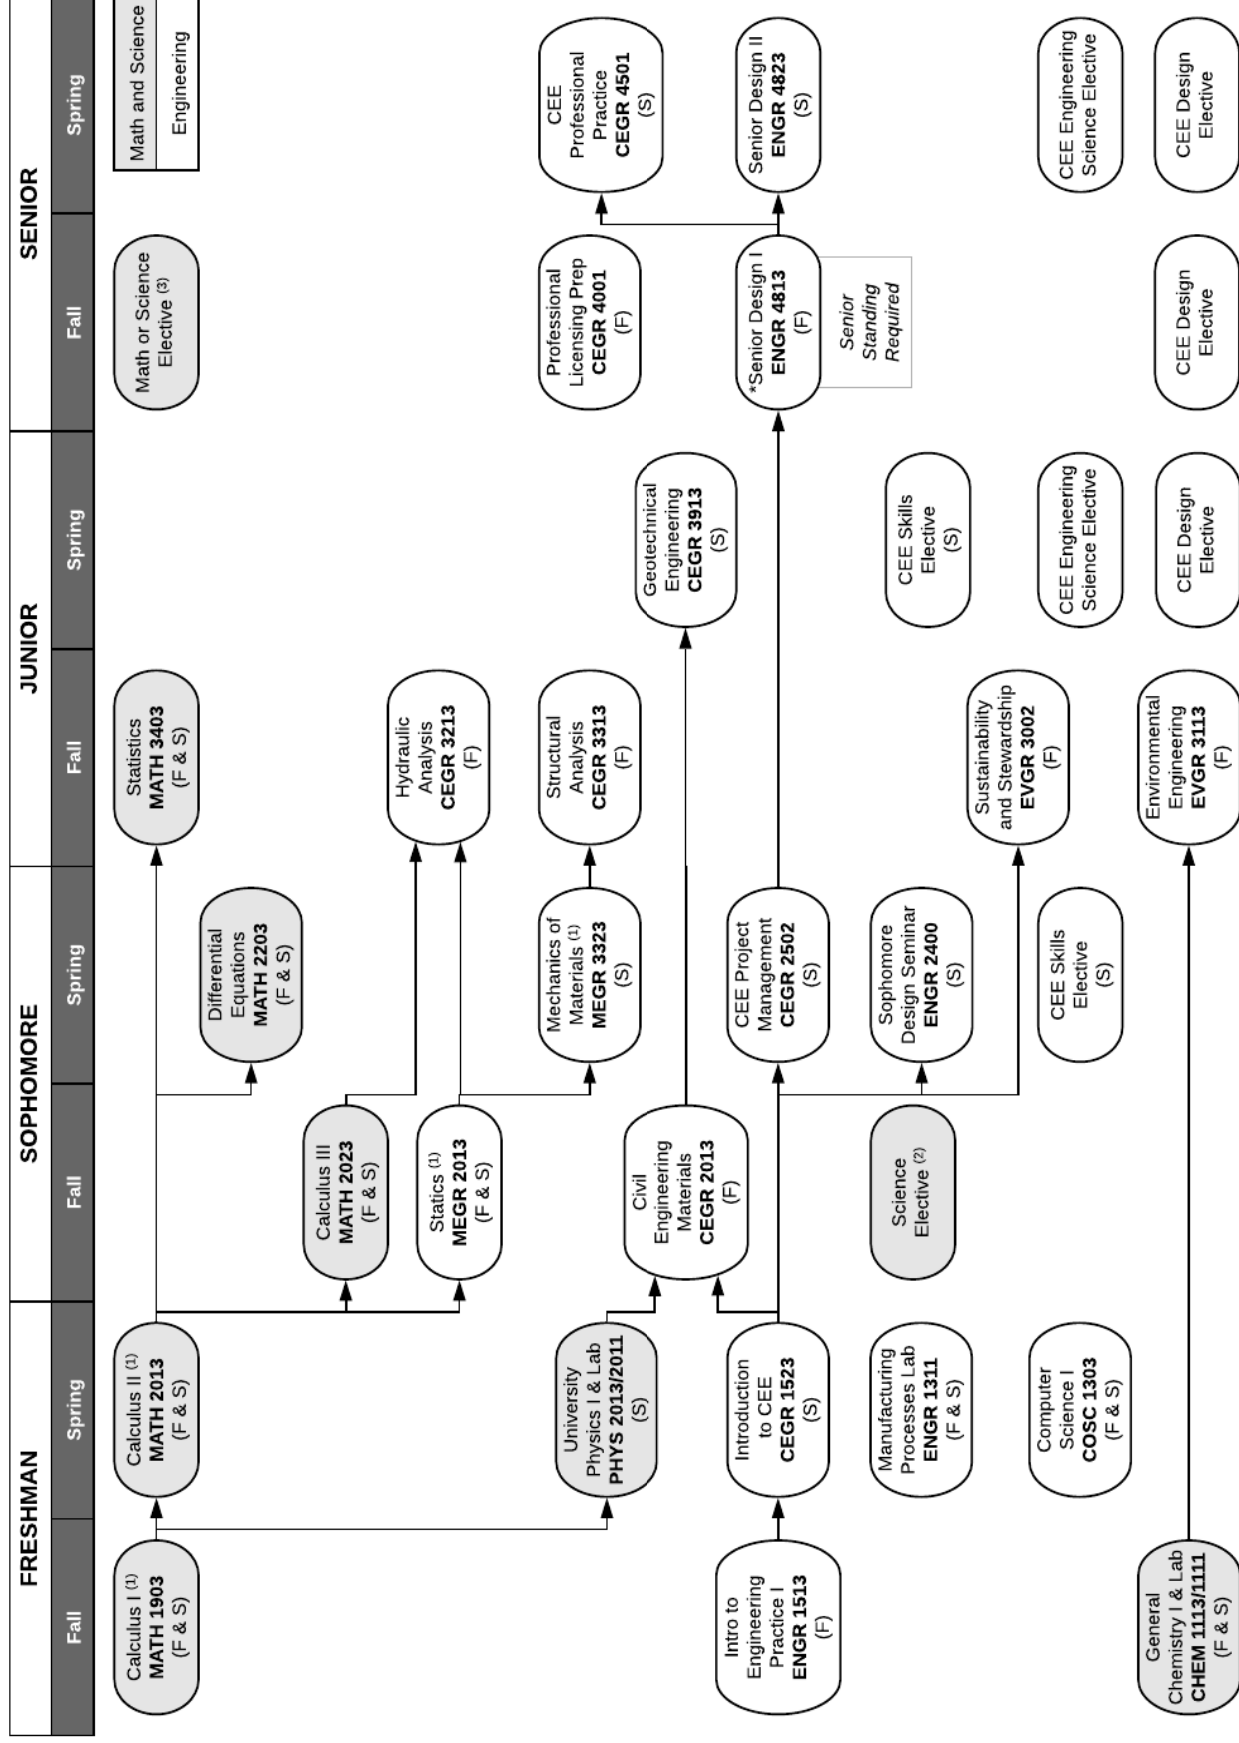 FRESHMAN
SOPHOMORE
JUNIOR
SENIOR
Fall
Spring
Fall
Spring
Fall
Spring
Fall
Spring
Math and Science
Engineering
Calculus I (1)
MATH 1903
(F & S)
Intro to
Engineering
Practice I
ENGR 1513
(F)
General
Chemistry I & Lab
CHEM 1113/1111
(F & S)
Calculus II (1)
MATH 2013
(F & S)
University
Physics I & Lab
PHYS 2013/2011
(S)
Introduction
to CEE
CEGR 1523
(S)
Manufacturing
Processes Lab
ENGR 1311
(F & S)
Computer
Science I
COSC 1303
(F & S)
Calculus III
MATH 2023
(F & S)
Statics (1)
MEGR 2013
(F & S)
Civil
Engineering
Materials
CEGR 2013
(F)
Science
Elective (2)
Differential
Equations
MATH 2203
(F & S)
Mechanics of
Materials (1)
MEGR 3323
(S)
CEE Project
Management
CEGR 2502
(S)
Sophomore
Design Seminar
ENGR 2400
(S)
CEE Skills
Elective
(S)
Statistics
MATH 3403
(F & S)
Hydraulic
Analysis
CEGR 3213
(F)
Structural
Analysis
CEGR 3313
(F)
Sustainability
and Stewardship
EVGR 3002
(F)
Environmental
Engineering
EVGR 3113
(F)
Geotechnical
Engineering
CEGR 3913
(S)
CEE Skills
Elective
(S)
CEE Engineering
Science Elective
CEE Design
Elective
Math or Science
Elective (3)
Professional
Licensing Prep
CEGR 4001
(F)
*Senior Design I
ENGR 4813
(F)
Senior
Standing
Required
CEE Design
Elective
CEE
Professional
Practice
CEGR 4501
(S)
Senior Design II
ENGR 4823
(S)
CEE Engineering
Science Elective
CEE Design
Elective